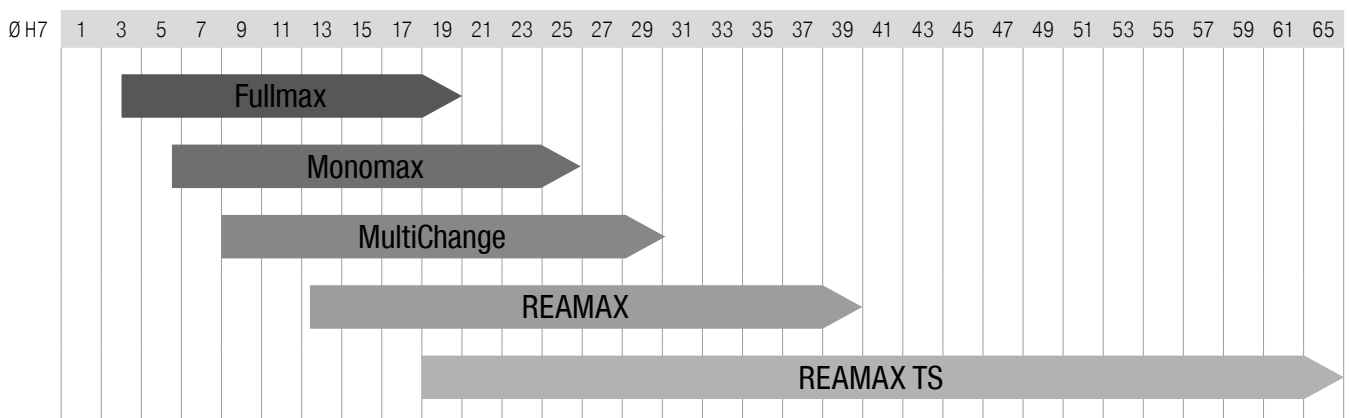 Ø H7 1 3 5 7 9 11 13 15 17 19 21 23 25 27 29 31 33 35 37 39 41 43 45 47 49 51 53 55 57 59 61 65
Fullmax
Monomax
MultiChange
REAMAX
REAMAX TS